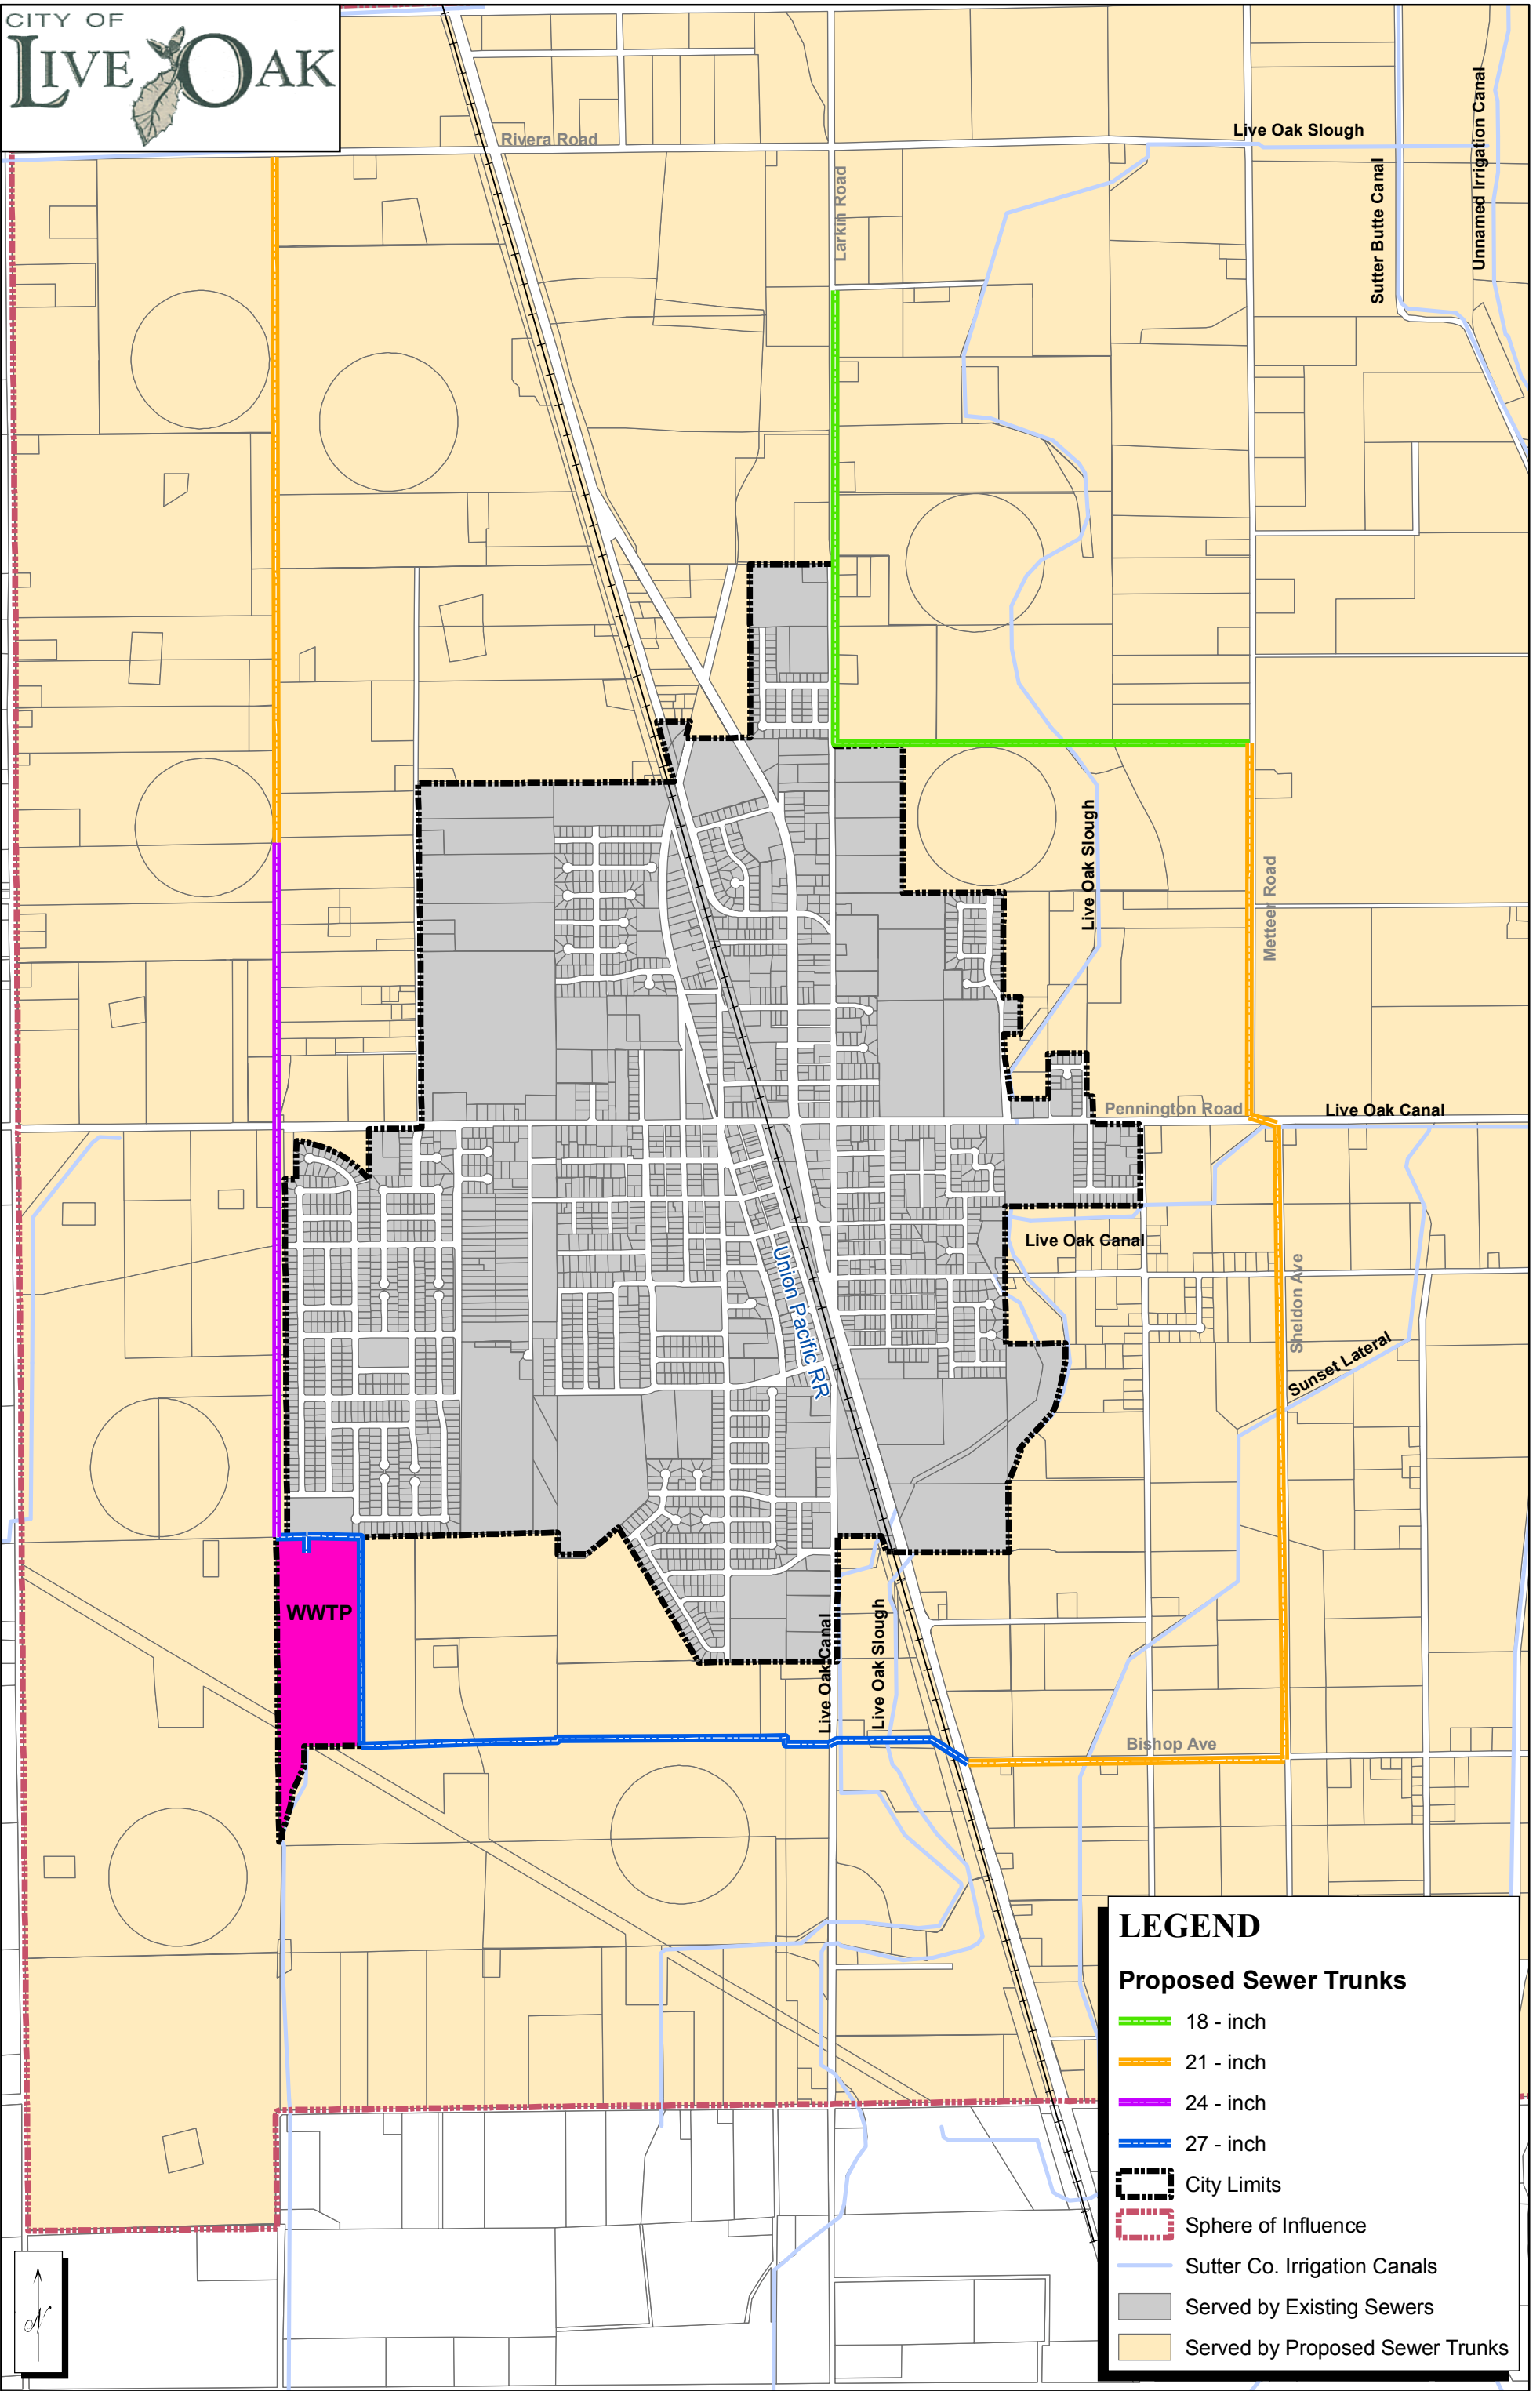 CITY OF
LIVE OAK
Rivera Road
Larkin Road
Live Oak Slough
Sutter Butte Canal
Unnamed Irrigation Canal
Live Oak Slough
Metteer Road
Pennington Road
Live Oak Canal
Live Oak Canal
Union Pacific RR
Sheldon Ave
Sunset Lateral
WWTP
Live Oak Canal
Live Oak Slough
Bishop Ave
LEGEND
Proposed Sewer Trunks
18 - inch
21 - inch
24 - inch
27 - inch
City Limits
Sphere of Influence
Sutter Co. Irrigation Canals
Served by Existing Sewers
Served by Proposed Sewer Trunks
N